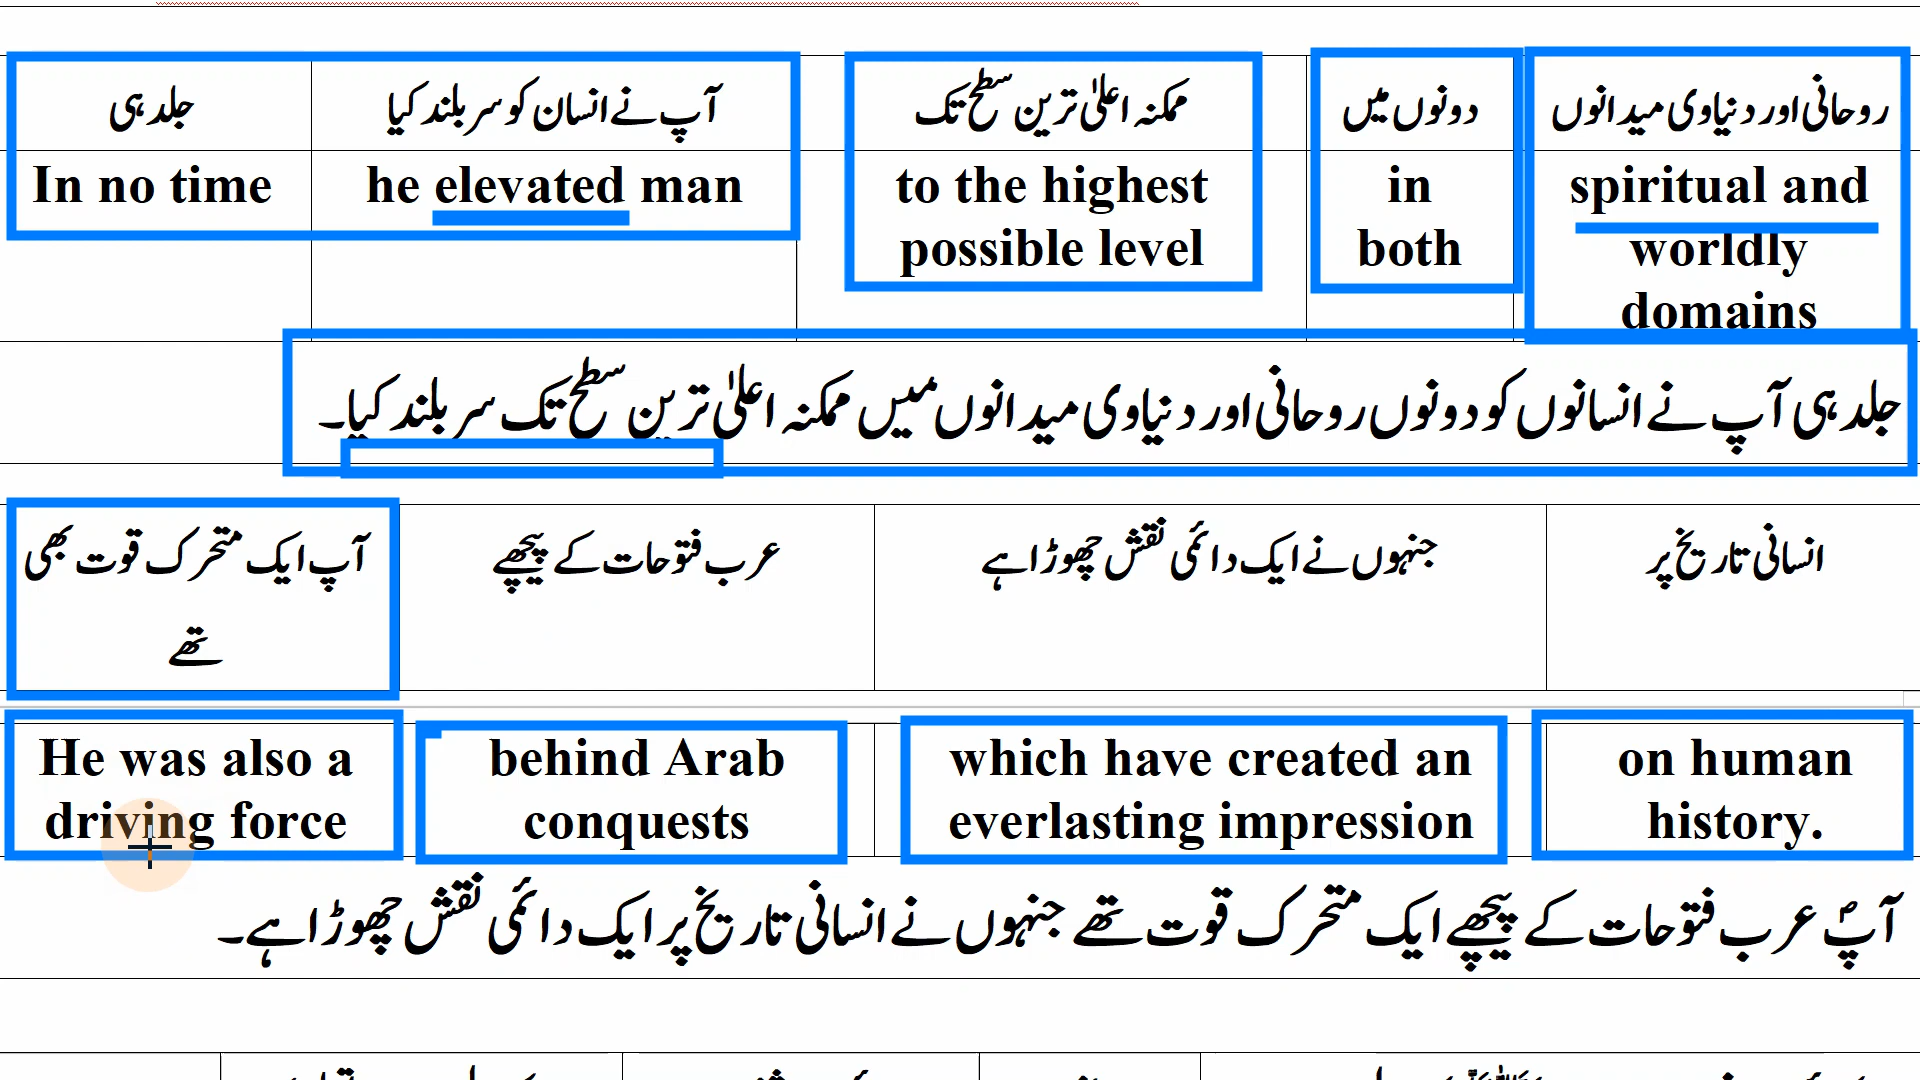 جلد ہی
آپ نے انسان کو سر بلند کیا
ممکنہ اعلیٰ ترین سطح تک
دونوں میں
روحانی اور دنیاوی میدانوں
In no time
he elevated man
to the highest
possible level
in
both
spiritual and
worldly
domains
جلد ہی آپ نے انسانوں کو دونوں روحانی اور دنیاوی میدانوں میں ممکنہ اعلیٰ ترین سطح تک سر بلند کیا۔
آپ ایک متحرک قوت بھی
تھے
عرب فتوحات کے پیچھے
جنہوں نے ایک دائمی نقش چھوڑا ہے
انسانی تاریخ پر
He was also a
driving force
behind Arab
conquests
which have created an
everlasting impression
on human
history.
آپؐ عرب فتوحات کے پیچھے ایک متحرک قوت تھے جنہوں نے انسانی تاریخ پر ایک دائمی نقش چھوڑا ہے۔